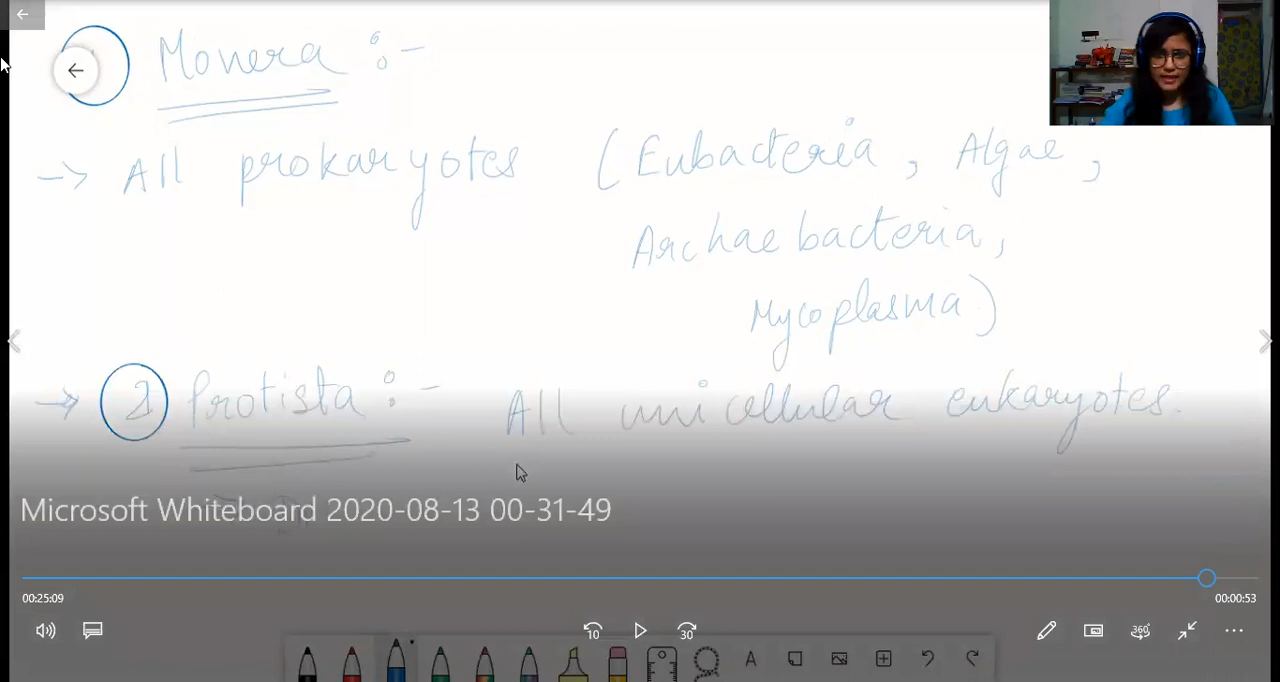 Monera :-
→ All prokaryotes (Eubacteria, Algae,
Archaebacteria,
Mycoplasma)
→ 2 Protista :- All unicellular eukaryotes.
Microsoft Whiteboard 2020-08-13 00-31-49
00:25:09
00:00:53
10
30
360°
A